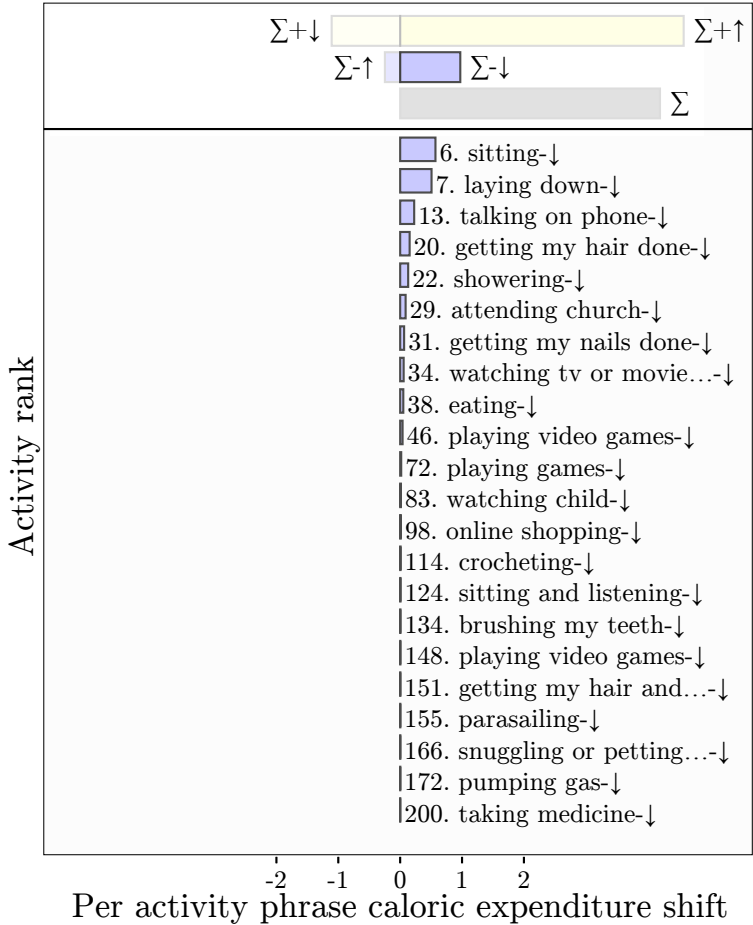 ∑+↓ ∑+↑
∑-↑ ∑-↓
∑
6. sitting-↓
7. laying down-↓
13. talking on phone-↓
20. getting my hair done-↓
22. showering-↓
29. attending church-↓
31. getting my nails done-↓
34. watching tv or movie…-↓
38. eating-↓
46. playing video games-↓
72. playing games-↓
83. watching child-↓
98. online shopping-↓
114. crocheting-↓
124. sitting and listening-↓
134. brushing my teeth-↓
148. playing video games-↓
151. getting my hair and…-↓
155. parasailing-↓
166. snuggling or petting…-↓
172. pumping gas-↓
200. taking medicine-↓
Activity rank
-2 -1 0 1 2
Per activity phrase caloric expenditure shift